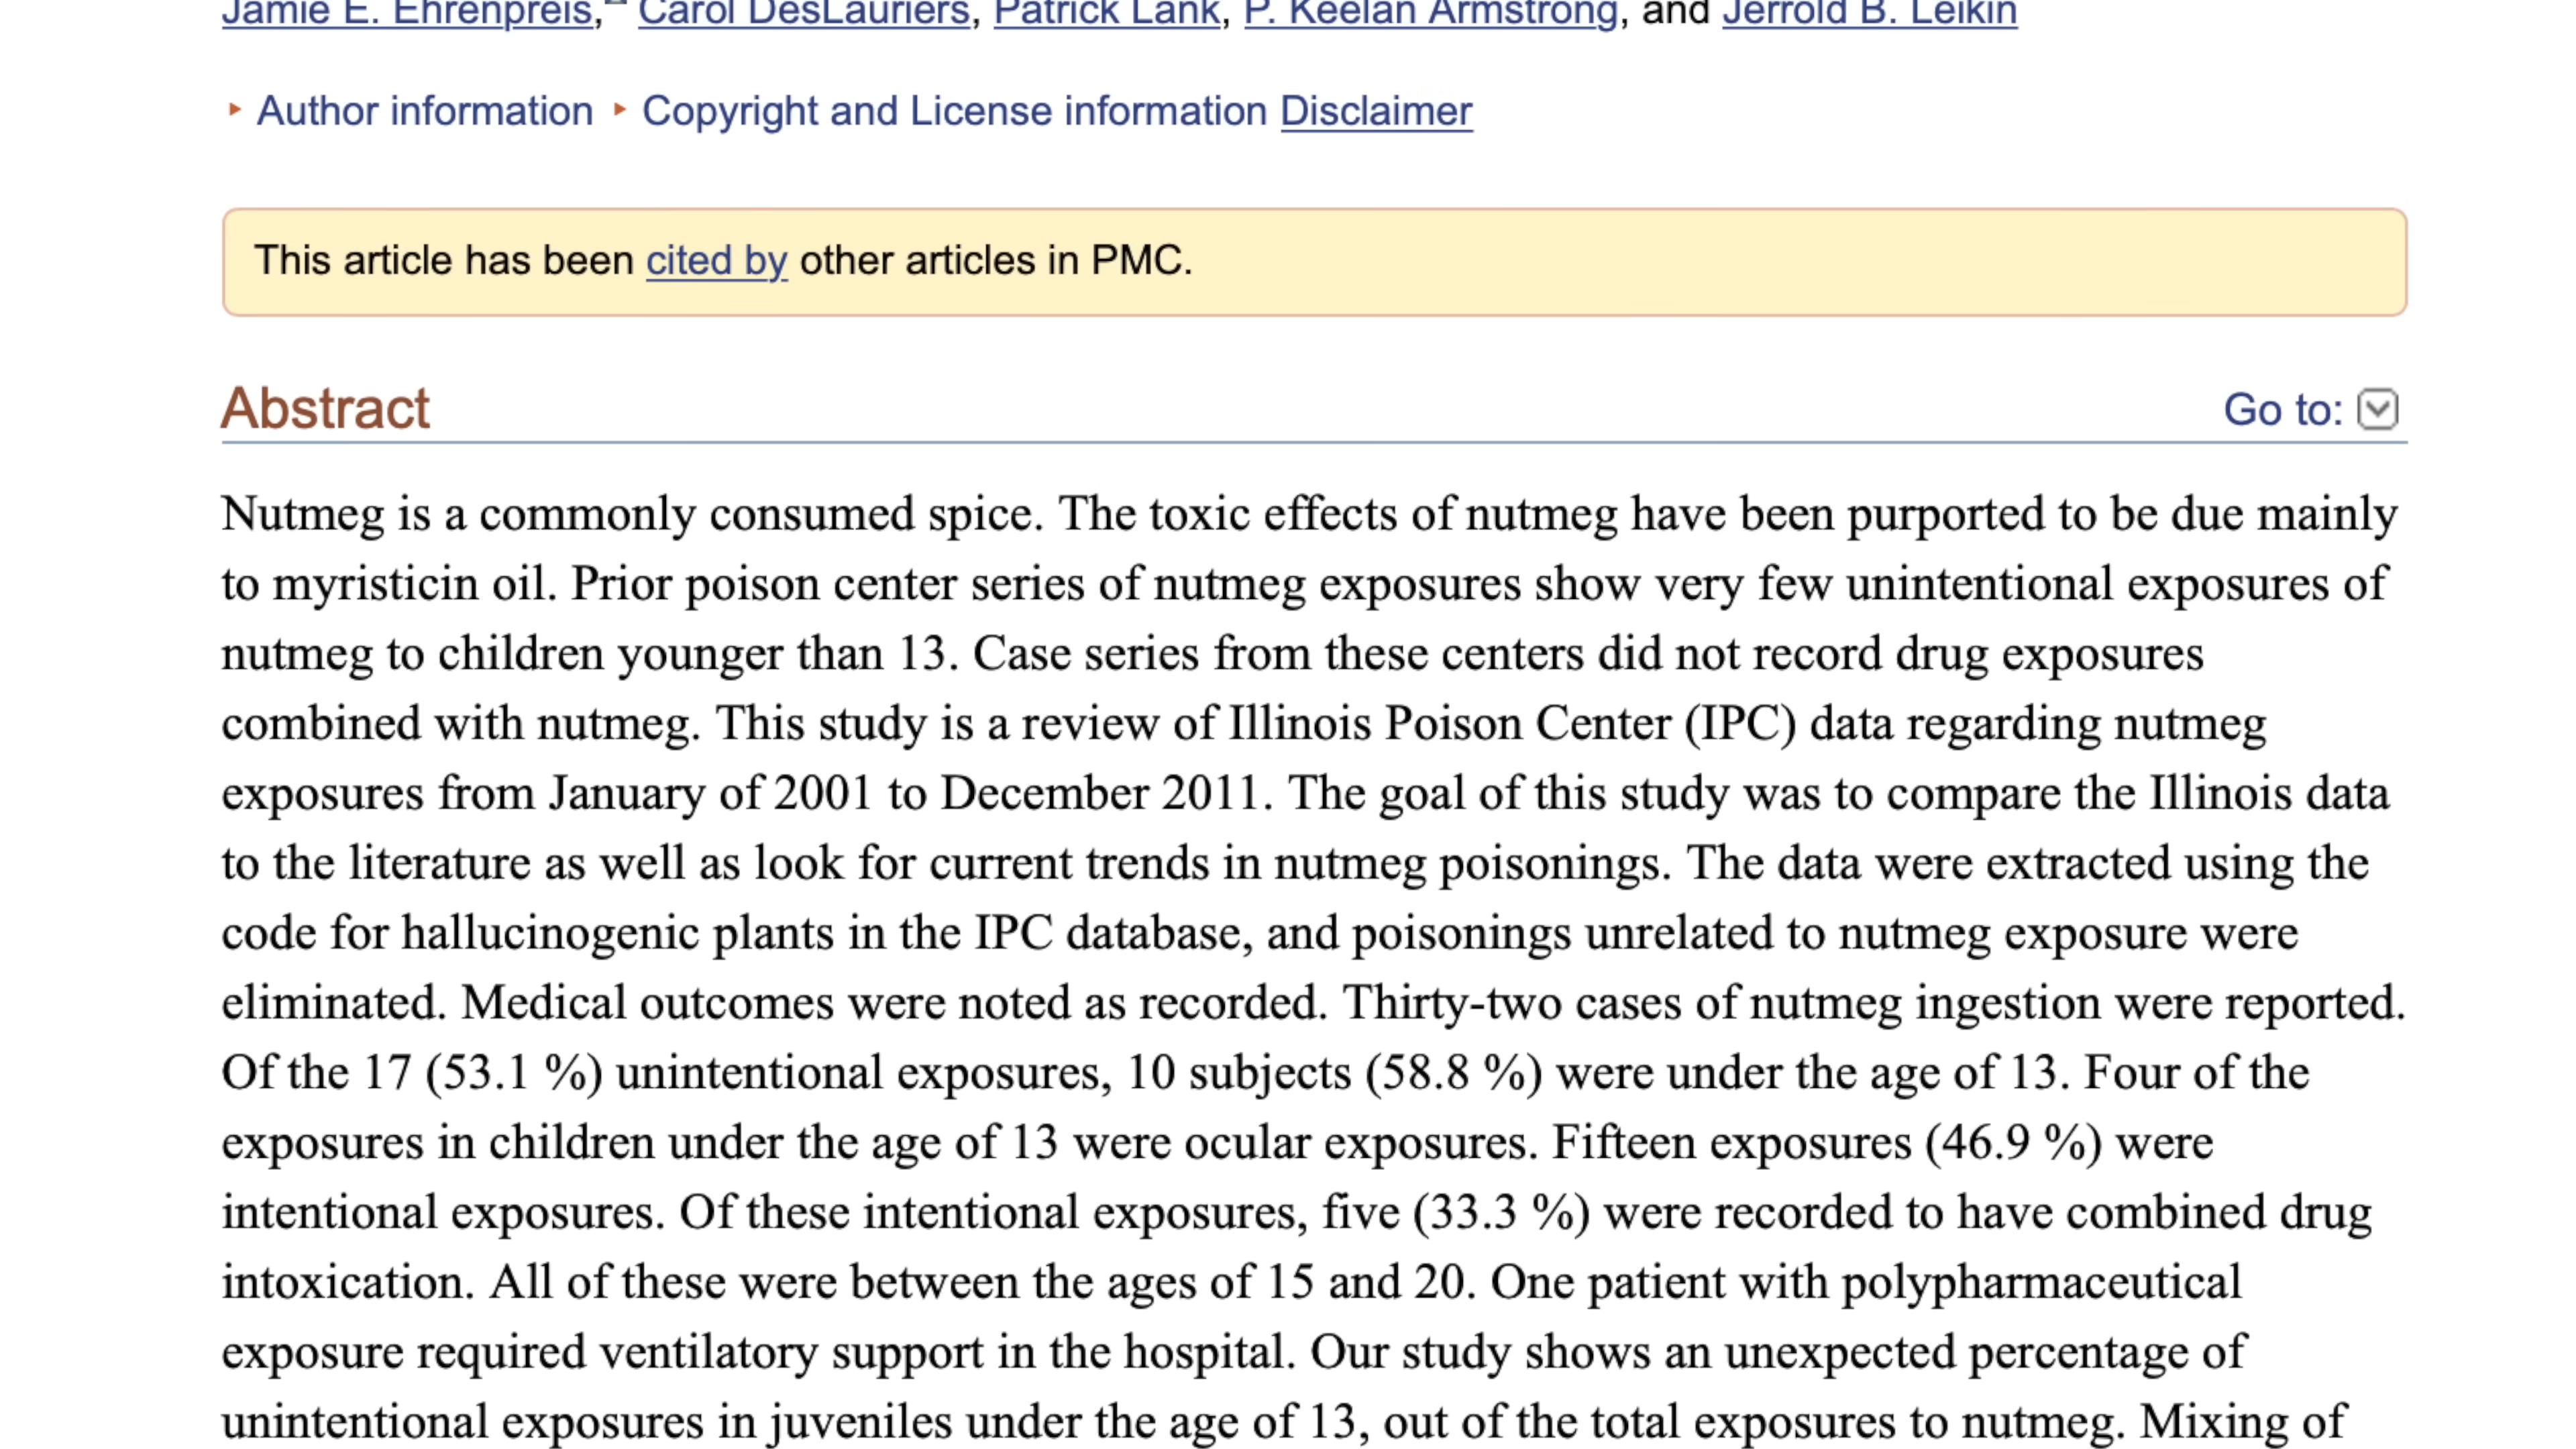 Jamie E. Ehrenpreis, Carol DesLauriers, Patrick Lank, P. Keelan Armstrong, and Jerrold B. Leikin
Author information Copyright and License information Disclaimer
This article has been cited by other articles in PMC.
Abstract Go to:
Nutmeg is a commonly consumed spice. The toxic effects of nutmeg have been purported to be due mainly
to myristicin oil. Prior poison center series of nutmeg exposures show very few unintentional exposures of
nutmeg to children younger than 13. Case series from these centers did not record drug exposures
combined with nutmeg. This study is a review of Illinois Poison Center (IPC) data regarding nutmeg
exposures from January of 2001 to December 2011. The goal of this study was to compare the Illinois data
to the literature as well as look for current trends in nutmeg poisonings. The data were extracted using the
code for hallucinogenic plants in the IPC database, and poisonings unrelated to nutmeg exposure were
eliminated. Medical outcomes were noted as recorded. Thirty-two cases of nutmeg ingestion were reported.
Of the 17 (53.1 %) unintentional exposures, 10 subjects (58.8 %) were under the age of 13. Four of the
exposures in children under the age of 13 were ocular exposures. Fifteen exposures (46.9 %) were
intentional exposures. Of these intentional exposures, five (33.3 %) were recorded to have combined drug
intoxication. All of these were between the ages of 15 and 20. One patient with polypharmaceutical
exposure required ventilatory support in the hospital. Our study shows an unexpected percentage of
unintentional exposures in juveniles under the age of 13, out of the total exposures to nutmeg. Mixing of